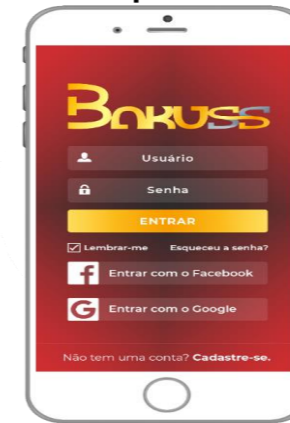 BAKUSS
Usuário
Senha
ENTRAR
Lembrar-me Esqueceu a senha?
Entrar com o Facebook
Entrar com o Google
Não tem uma conta? Cadastre-se.